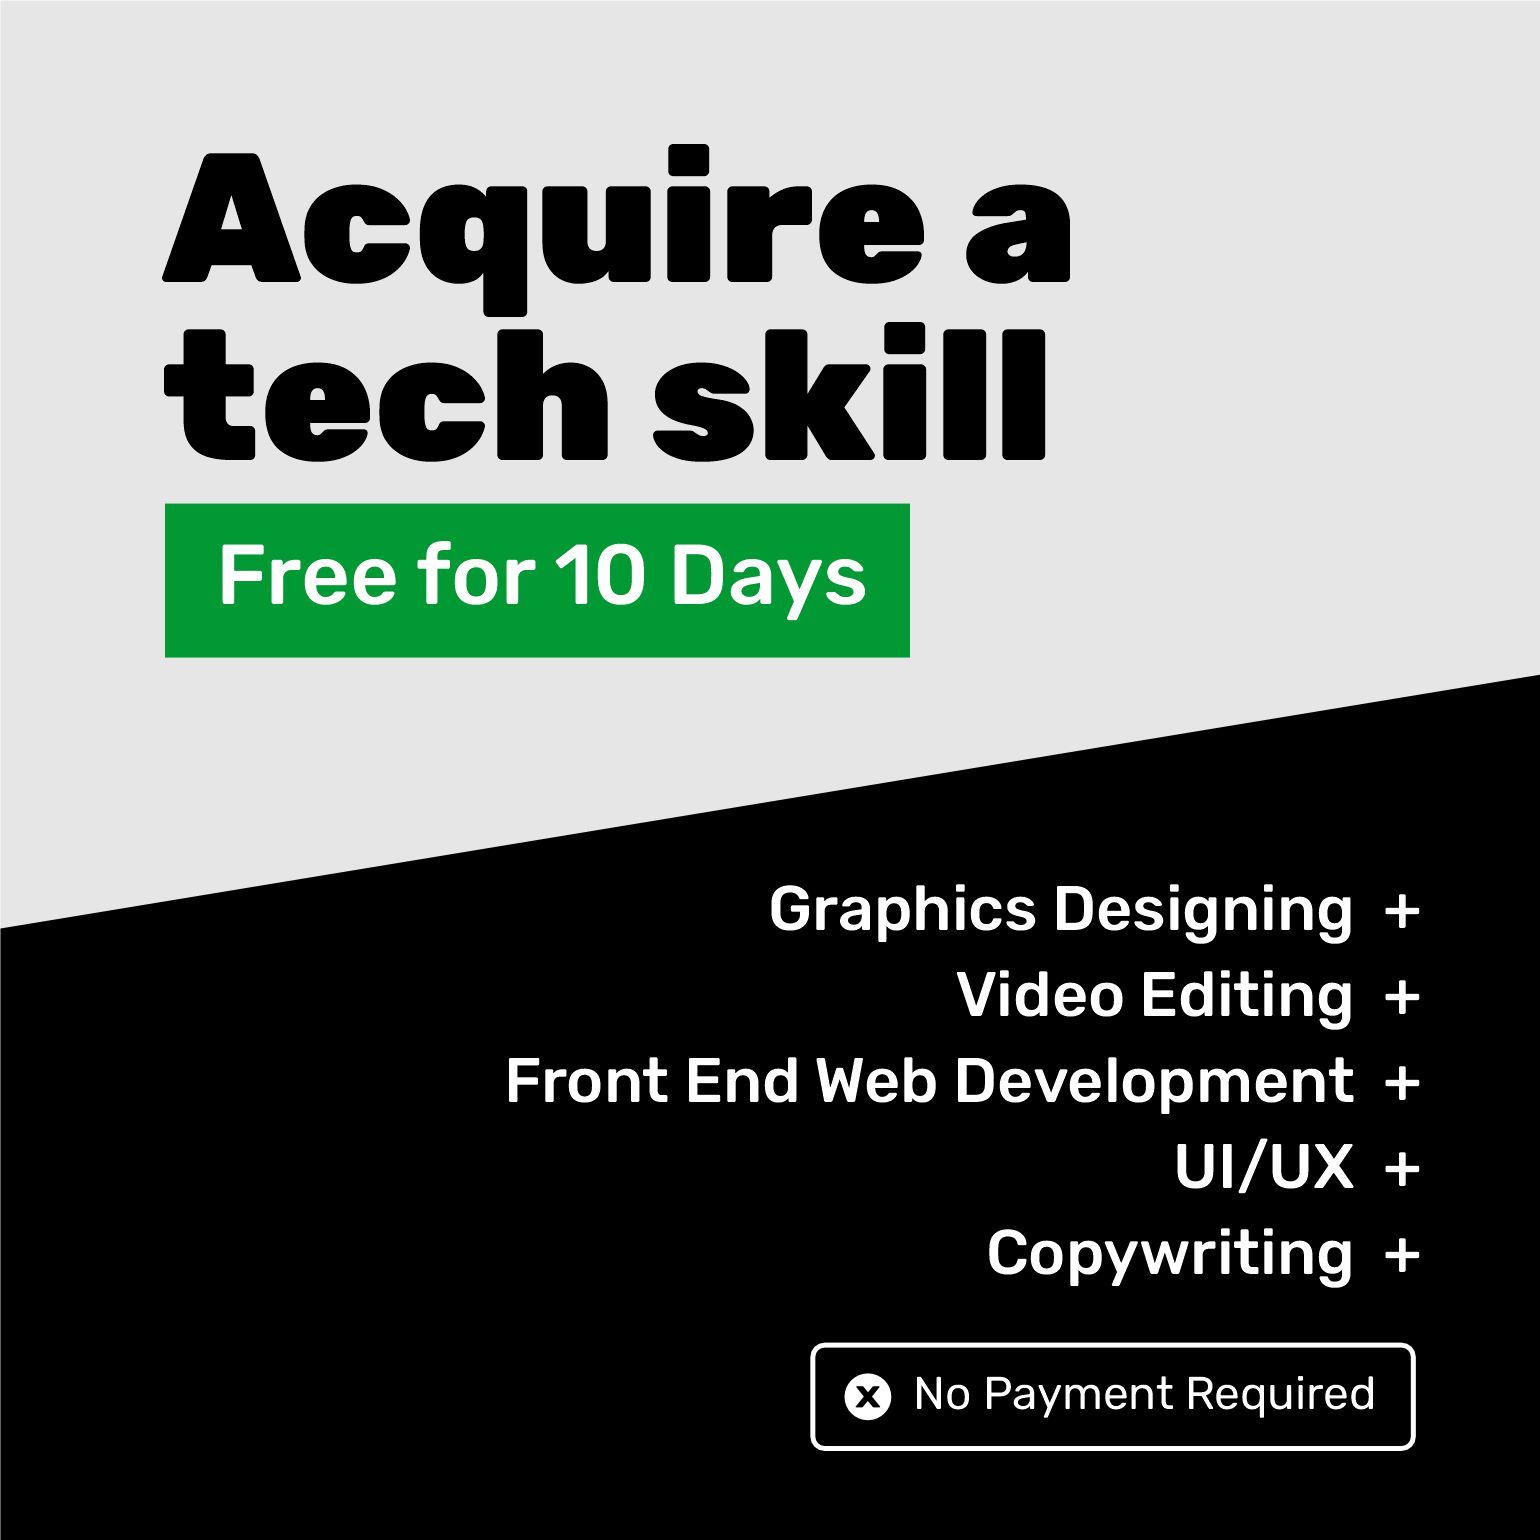 Acquire a
tech skill
Free for 10 Days
Graphics Designing +
Video Editing +
Front End Web Development +
UI/UX +
Copywriting +
x No Payment Required